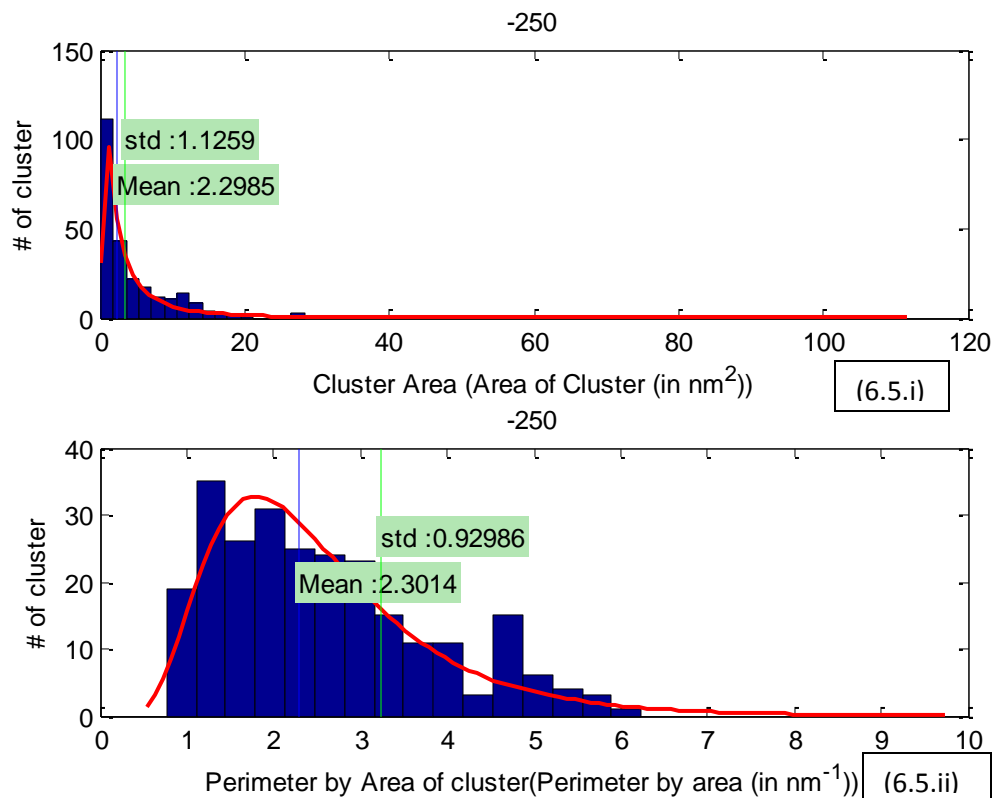 -250
150
100
50
0
# of cluster
std :1.1259
Mean :2.2985
0 20 40 60 80 100 120
Cluster Area (Area of Cluster (in nm2))
(6.5.i)
-250
40
30
20
10
0
# of cluster
std :0.92986
Mean :2.3014
0 1 2 3 4 5 6 7 8 9 10
Perimeter by Area of cluster(Perimeter by area (in nm-1))
(6.5.ii)